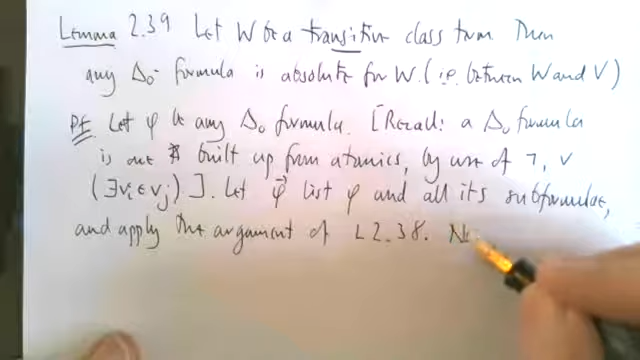 Lemma 2.39 Let W be a transitive class term Then
any Δ₀- formula is absolute for W. (i.e. between W and V)
Pf: Let φ be any Δ₀ formula. [Recall: a Δ₀ formula
is one built up from atomics, by use of ¬, ∨
(∃vᵢ ∈ vⱼ) ]. Let φ⃗ list φ and all its subformulae,
and apply the argument of L 2.38.